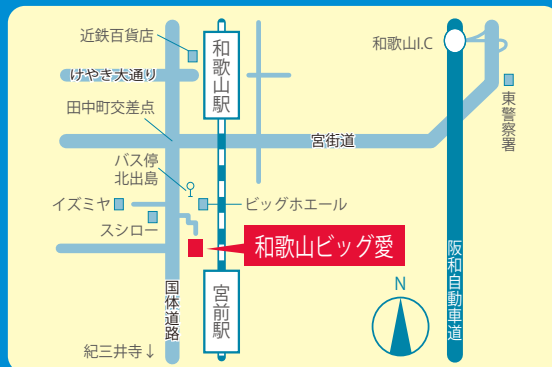 近鉄百貨店
和歌山駅
和歌山I.C
けやき大通り
田中町交差点
東警察署
宮街道
バス停
北出島
イズミヤ
ビッグホエール
スシロー
和歌山ビッグ愛
国体道路
宮前駅
阪和自動車道
N
紀三井寺↓